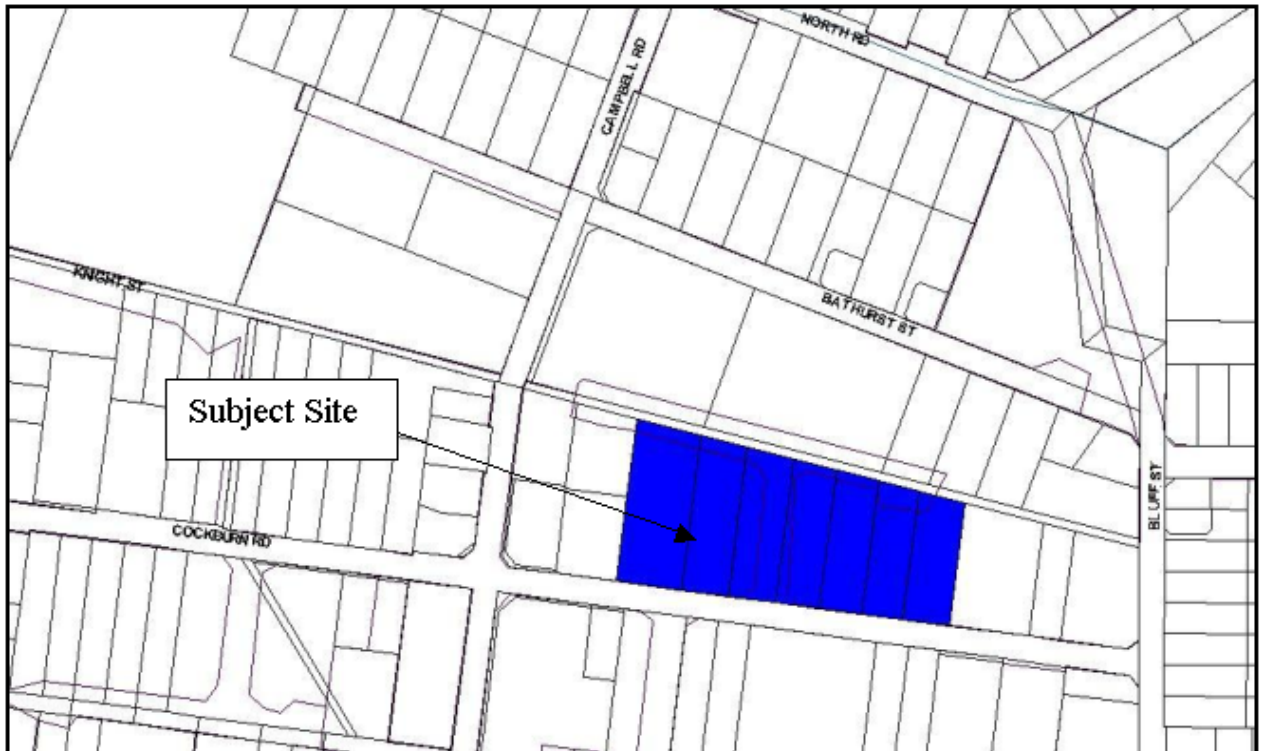 NORTH RD
CAMPBELL RD
KNIGHT ST
BATHURST ST
Subject Site
BLUFF ST
COCKBURN RD